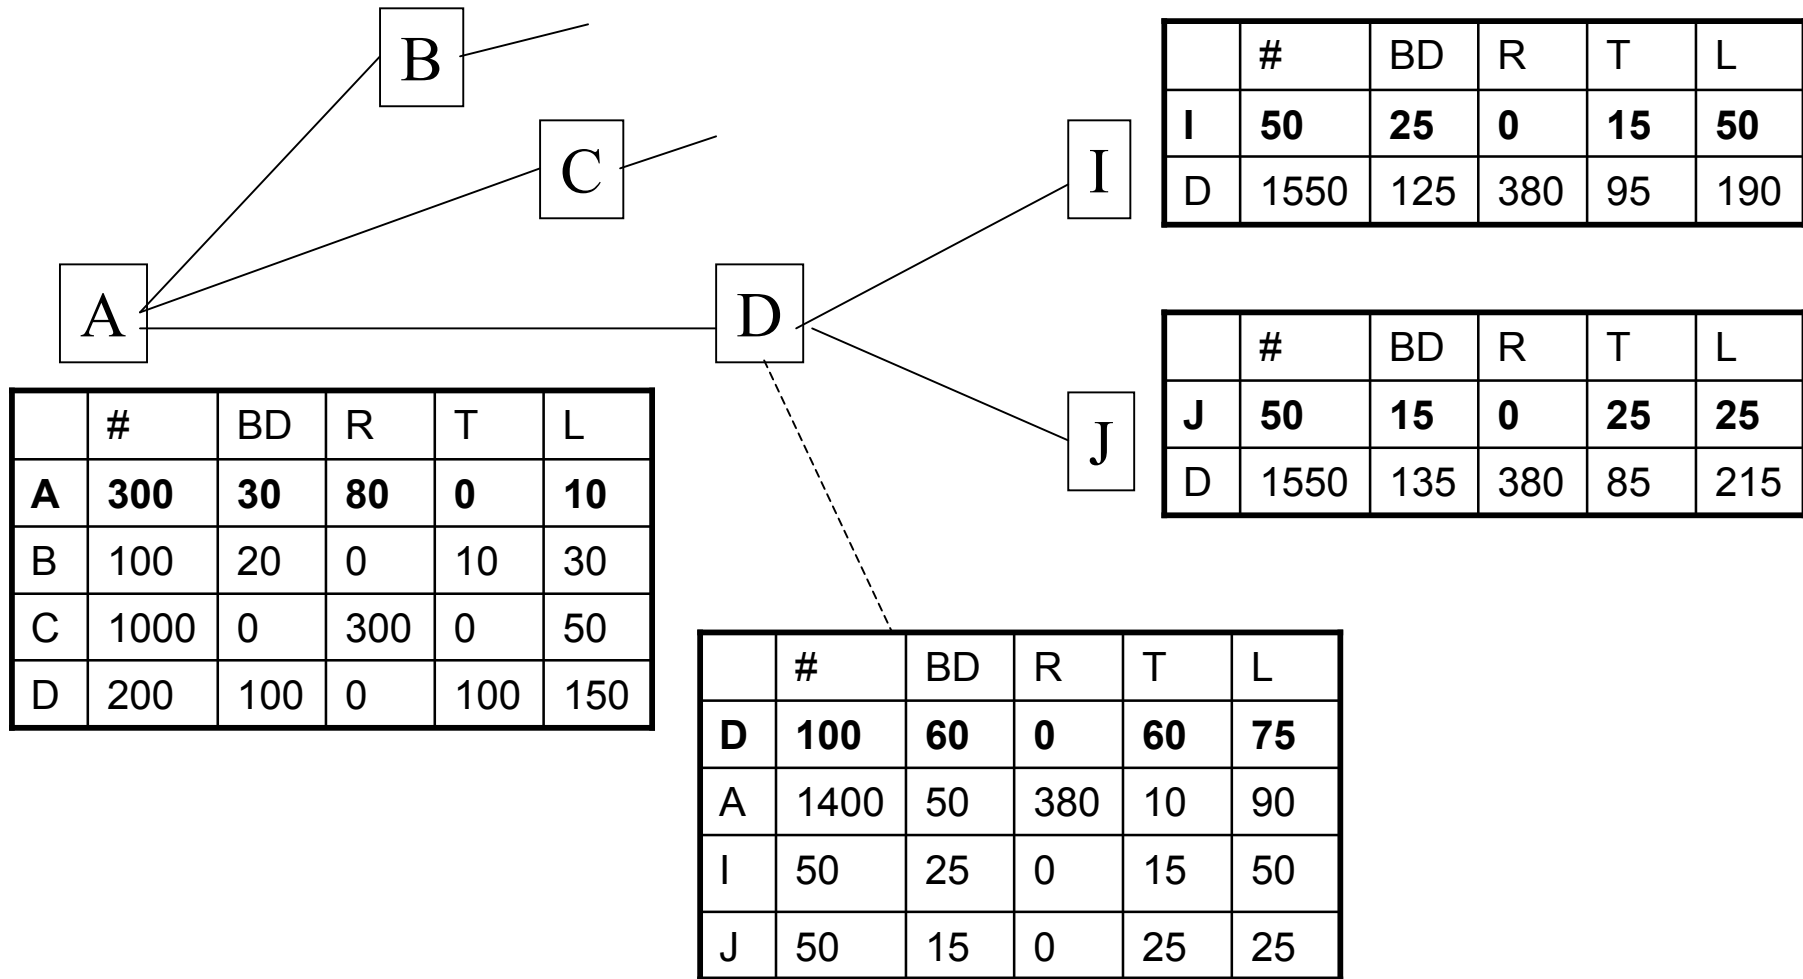 B
C
A
D
I
J
# BD R T L
I 50 25 0 15 50
D 1550 125 380 95 190
# BD R T L
J 50 15 0 25 25
D 1550 135 380 85 215
# BD R T L
A 300 30 80 0 10
B 100 20 0 10 30
C 1000 0 300 0 50
D 200 100 0 100 150
# BD R T L
D 100 60 0 60 75
A 1400 50 380 10 90
I 50 25 0 15 50
J 50 15 0 25 25